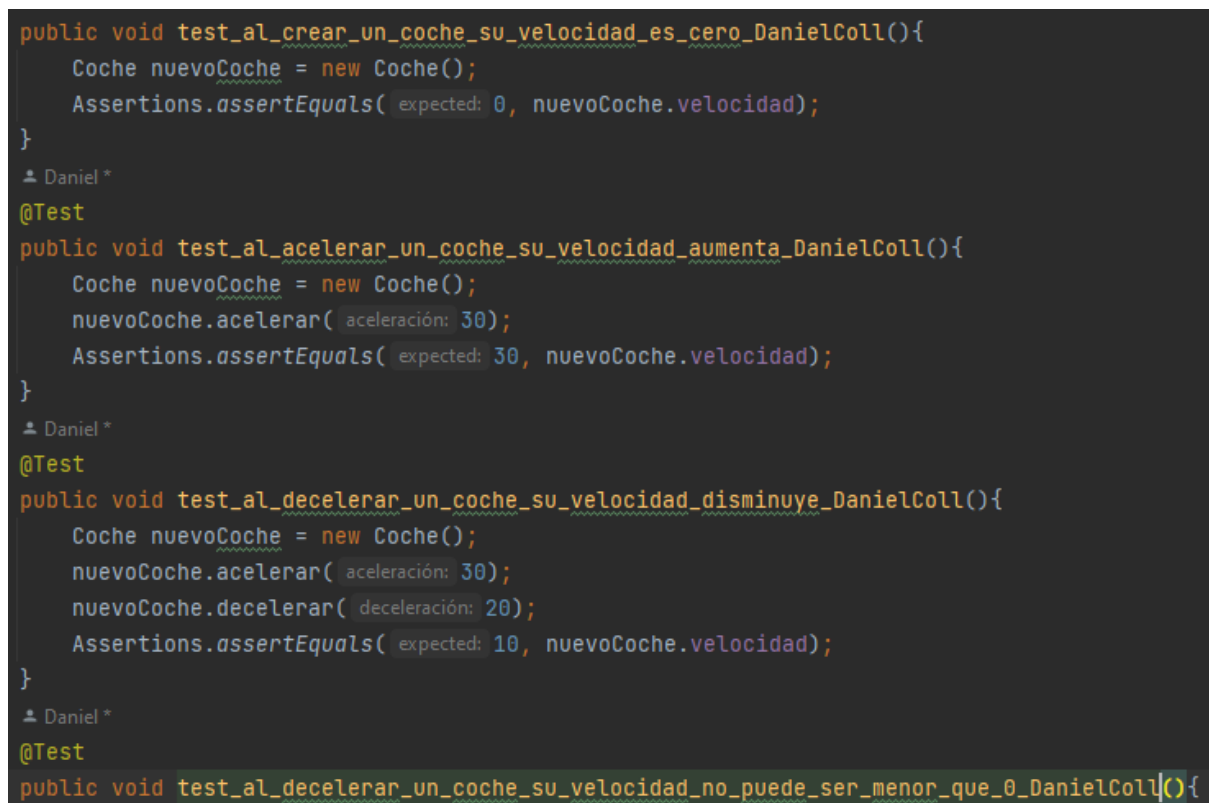 public void test_al_crear_un_coche_su_velocidad_es_cero_DanielColl(){
Coche nuevoCoche = new Coche();
Assertions.assertEquals( expected: 0, nuevoCoche.velocidad);
}
Daniel *
@Test
public void test_al_acelerar_un_coche_su_velocidad_aumenta_DanielColl(){
Coche nuevoCoche = new Coche();
nuevoCoche.acelerar( aceleración: 30);
Assertions.assertEquals( expected: 30, nuevoCoche.velocidad);
}
Daniel *
@Test
public void test_al_decelerar_un_coche_su_velocidad_disminuye_DanielColl(){
Coche nuevoCoche = new Coche();
nuevoCoche.acelerar( aceleración: 30);
nuevoCoche.decelerar( deceleración: 20);
Assertions.assertEquals( expected: 10, nuevoCoche.velocidad);
}
Daniel *
@Test
public void test_al_decelerar_un_coche_su_velocidad_no_puede_ser_menor_que_0_DanielColl(){